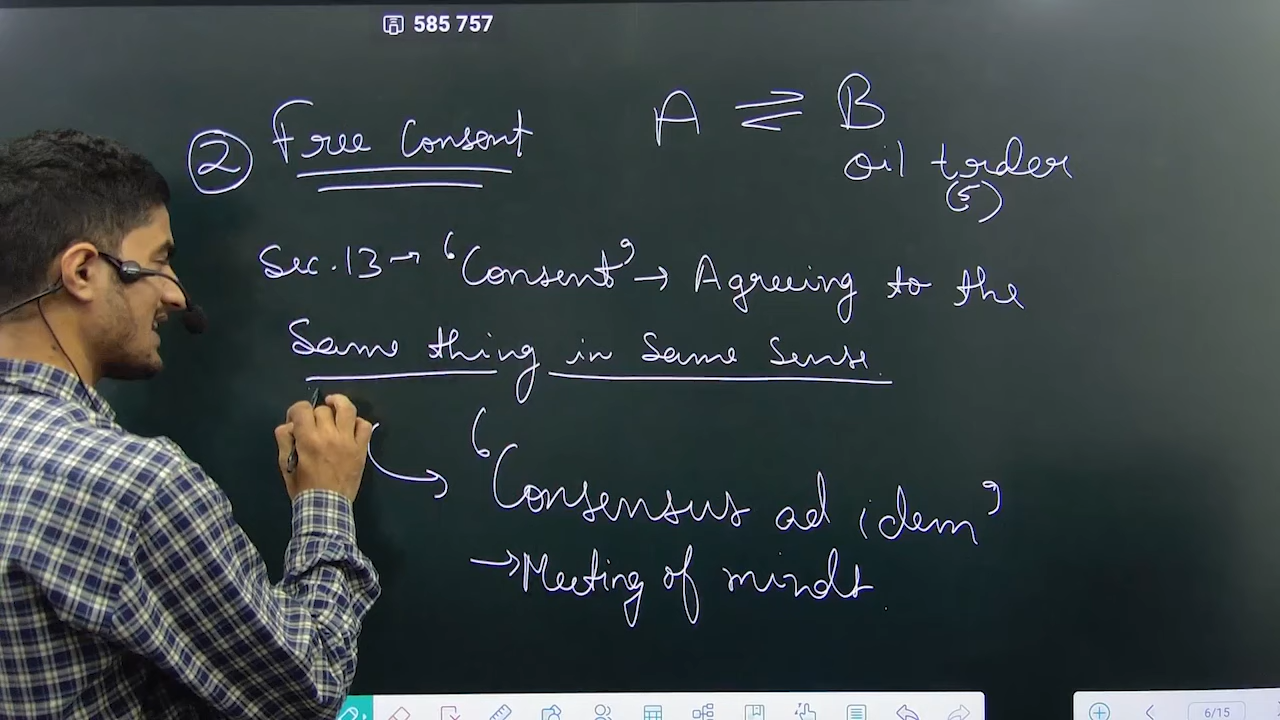 585 757
② Free Consent
A ⇌ B
oil trder
(5)
Sec. 13 → 'Consent' → Agreeing to the
Same thing in Same Sense.
→ 'Consensus ad idem'
→ Meeting of minds.
6/15